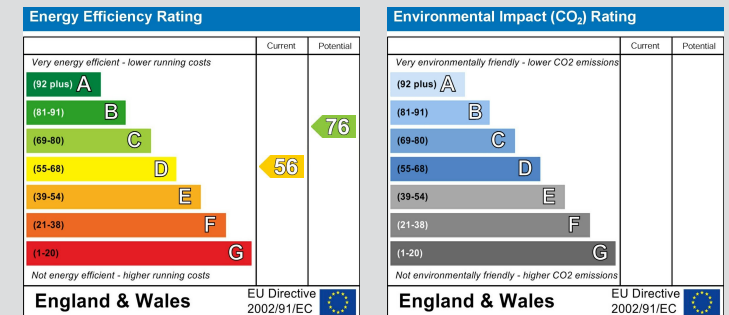 Energy Efficiency Rating
Current Potential
Very energy efficient - lower running costs
(92 plus) A
(81-91) B
(69-80) C
(55-68) D
(39-54) E
(21-38) F
(1-20) G
76
56
Not energy efficient - higher running costs
England & Wales
EU Directive
2002/91/EC
Environmental Impact (CO₂) Rating
Current Potential
Very environmentally friendly - lower CO2 emissions
(92 plus) A
(81-91) B
(69-80) C
(55-68) D
(39-54) E
(21-38) F
(1-20) G
Not environmentally friendly - higher CO2 emissions
England & Wales
EU Directive
2002/91/EC